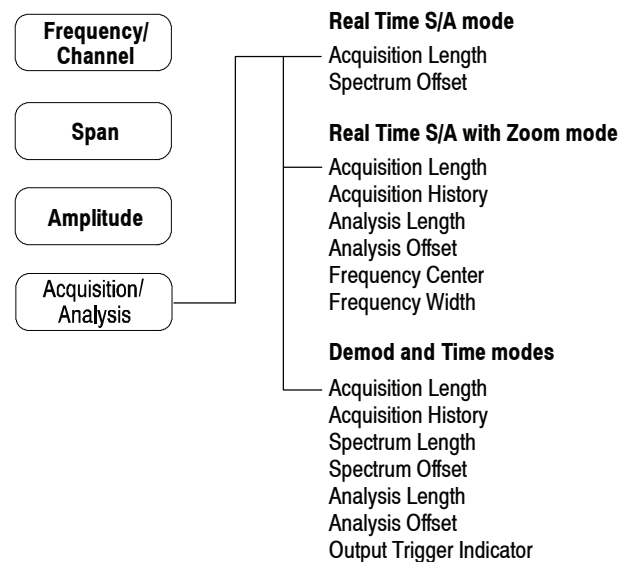 Frequency/
Channel
Span
Amplitude
Acquisition/
Analysis
Real Time S/A mode
Acquisition Length
Spectrum Offset
Real Time S/A with Zoom mode
Acquisition Length
Acquisition History
Analysis Length
Analysis Offset
Frequency Center
Frequency Width
Demod and Time modes
Acquisition Length
Acquisition History
Spectrum Length
Spectrum Offset
Analysis Length
Analysis Offset
Output Trigger Indicator